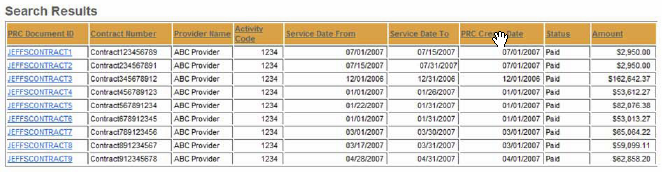 Search Results
PRC Document ID Contract Number Provider Name Activity Code Service Date From Service Date To PRC Create Date Status Amount
JEFFSCONTRACT1 Contract123456789 ABC Provider 1234 07/01/2007 07/15/2007 07/01/2007 Paid $2,950.00
JEFFSCONTRACT2 Contract234567891 ABC Provider 1234 07/15/2007 07/31/2007 07/01/2007 Paid $2,950.00
JEFFSCONTRACT3 Contract345678912 ABC Provider 1234 12/01/2006 12/31/2006 12/01/2006 Paid $162,642.37
JEFFSCONTRACT4 Contract456789123 ABC Provider 1234 01/01/2007 01/26/2007 01/01/2007 Paid $53,612.27
JEFFSCONTRACT5 Contract567891234 ABC Provider 1234 01/22/2007 01/31/2007 01/01/2007 Paid $82,076.38
JEFFSCONTRACT6 Contract678912345 ABC Provider 1234 01/01/2007 01/31/2007 01/01/2007 Paid $53,013.27
JEFFSCONTRACT7 Contract789123456 ABC Provider 1234 03/01/2007 03/30/2007 03/01/2007 Paid $65,064.22
JEFFSCONTRACT8 Contract891234567 ABC Provider 1234 03/17/2007 03/31/2007 03/01/2007 Paid $59,099.11
JEFFSCONTRACT9 Contract912345678 ABC Provider 1234 04/28/2007 04/31/2007 04/01/2007 Paid $62,858.20